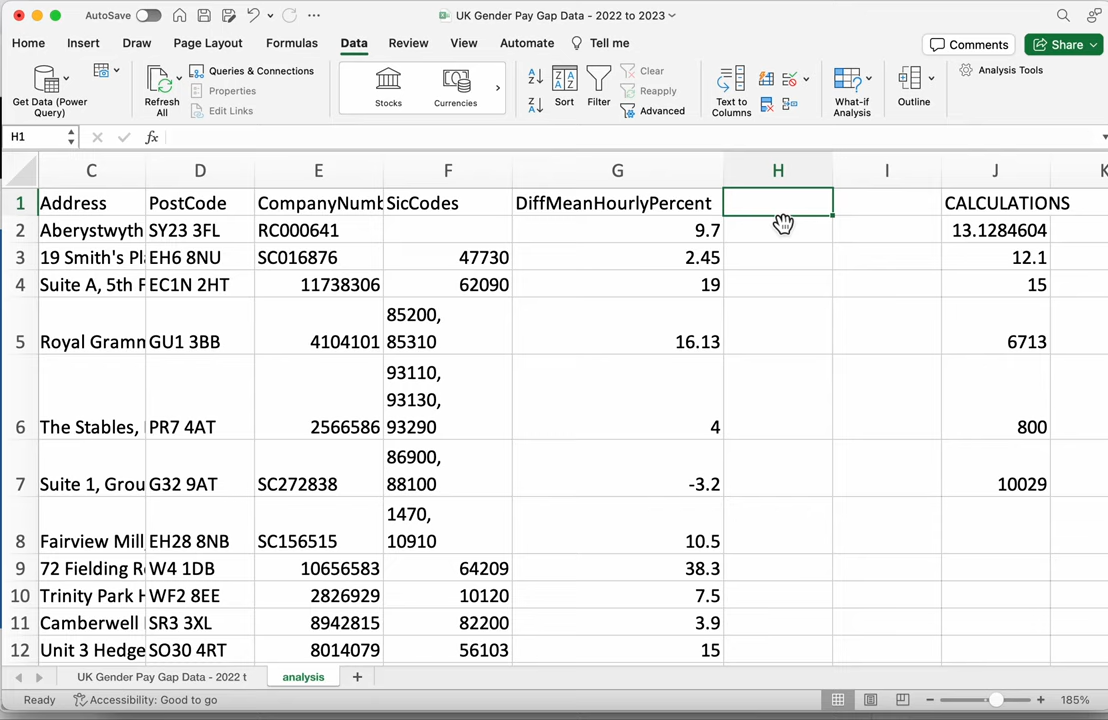 AutoSave
UK Gender Pay Gap Data - 2022 to 2023
Home Insert Draw Page Layout Formulas Data Review View Automate Tell me
Comments Share
Get Data (Power Query)
Refresh All
Queries & Connections
Properties
Edit Links
Stocks Currencies
Sort Filter
Clear
Reapply
Advanced
Text to Columns
What-if Analysis
Outline
Analysis Tools
H1 fx
C D E F G H I J K
1 Address PostCode CompanyNumb SicCodes DiffMeanHourlyPercent CALCULATIONS
2 Aberystwyth SY23 3FL RC000641 9.7 13.1284604
3 19 Smith's Pl EH6 8NU SC016876 47730 2.45 12.1
4 Suite A, 5th F EC1N 2HT 11738306 62090 19 15
85200,
5 Royal Gramn GU1 3BB 4104101 85310 16.13 6713
93110,
93130,
6 The Stables, PR7 4AT 2566586 93290 4 800
86900,
7 Suite 1, Grou G32 9AT SC272838 88100 -3.2 10029
1470,
8 Fairview Mill EH28 8NB SC156515 10910 10.5
9 72 Fielding R W4 1DB 10656583 64209 38.3
10 Trinity Park H WF2 8EE 2826929 10120 7.5
11 Camberwell SR3 3XL 8942815 82200 3.9
12 Unit 3 Hedge SO30 4RT 8014079 56103 15
UK Gender Pay Gap Data - 2022 t analysis
Ready Accessibility: Good to go 185%